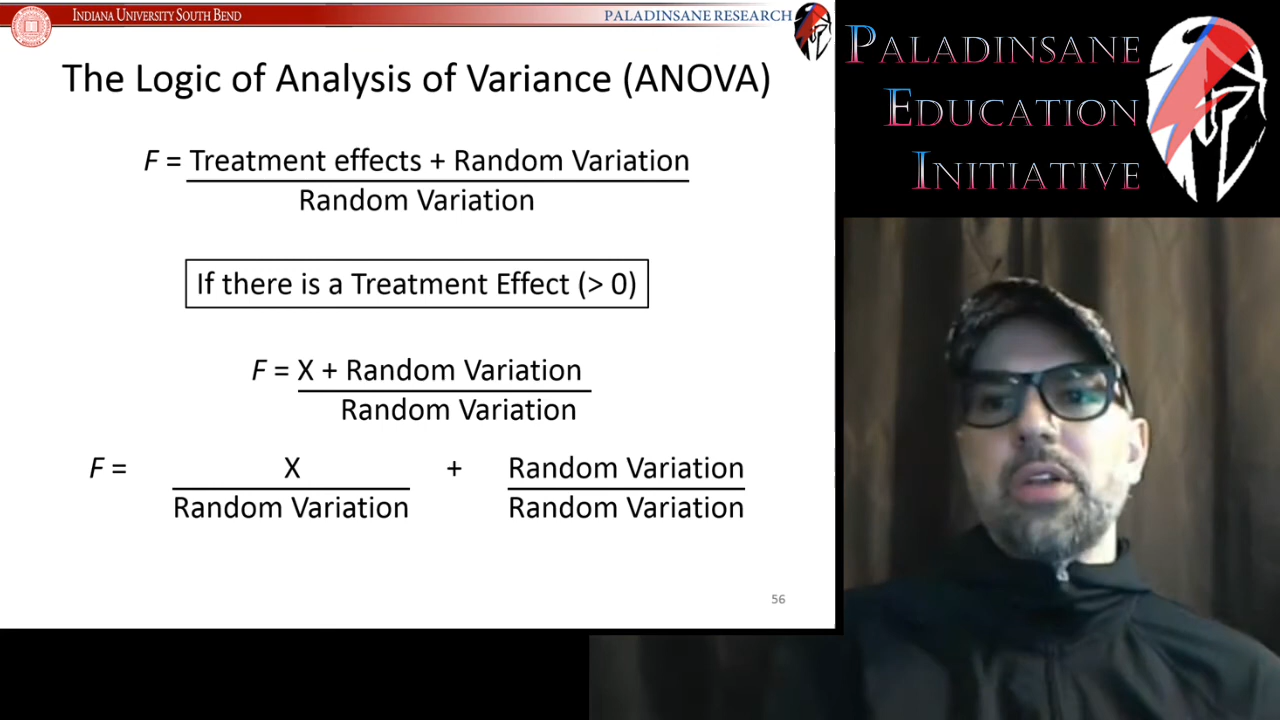 INDIANA UNIVERSITY SOUTH BEND
PALADINSANE RESEARCH
The Logic of Analysis of Variance (ANOVA)
F = Treatment effects + Random Variation
Random Variation
If there is a Treatment Effect (> 0)
F = X + Random Variation
Random Variation
F = X + Random Variation
Random Variation Random Variation
56
PALADINSANE
EDUCATION
INITIATIVE